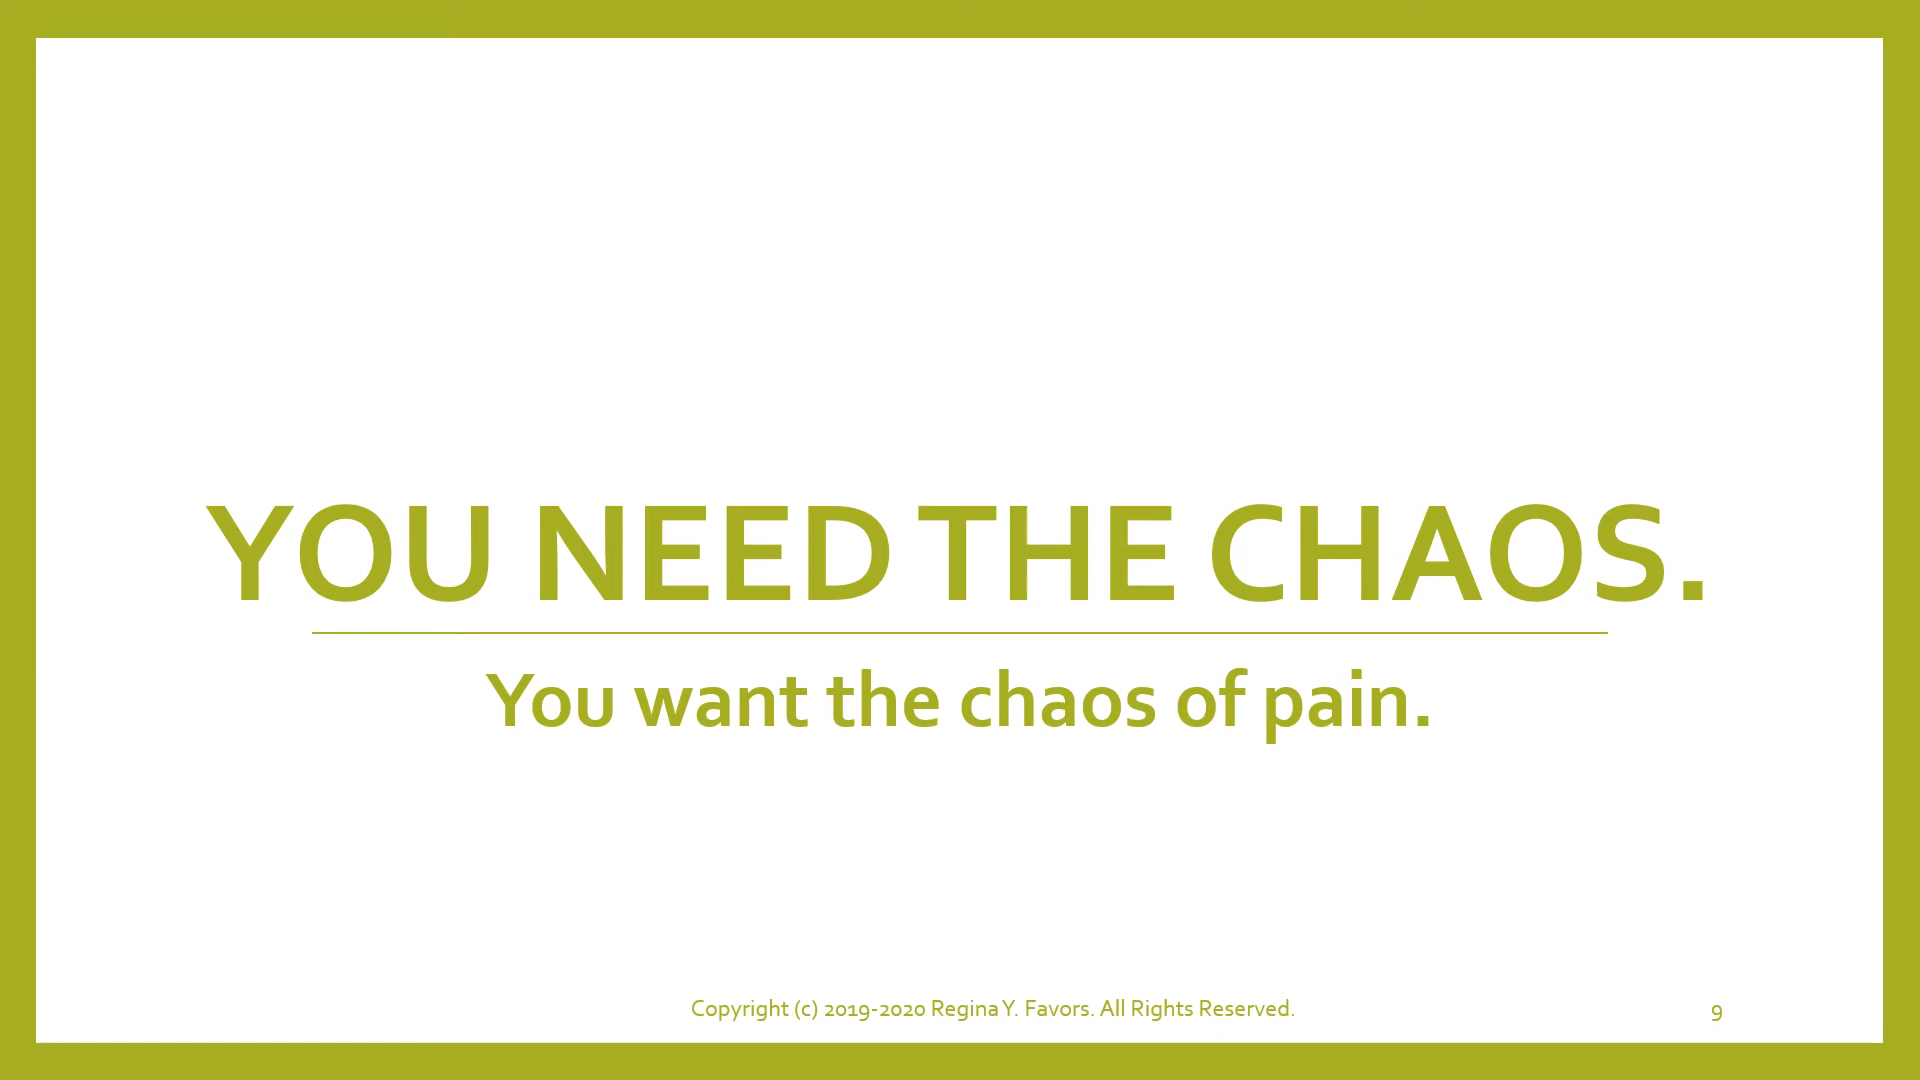 YOU NEED THE CHAOS.
You want the chaos of pain.
Copyright (c) 2019-2020 Regina Y. Favors. All Rights Reserved.
9